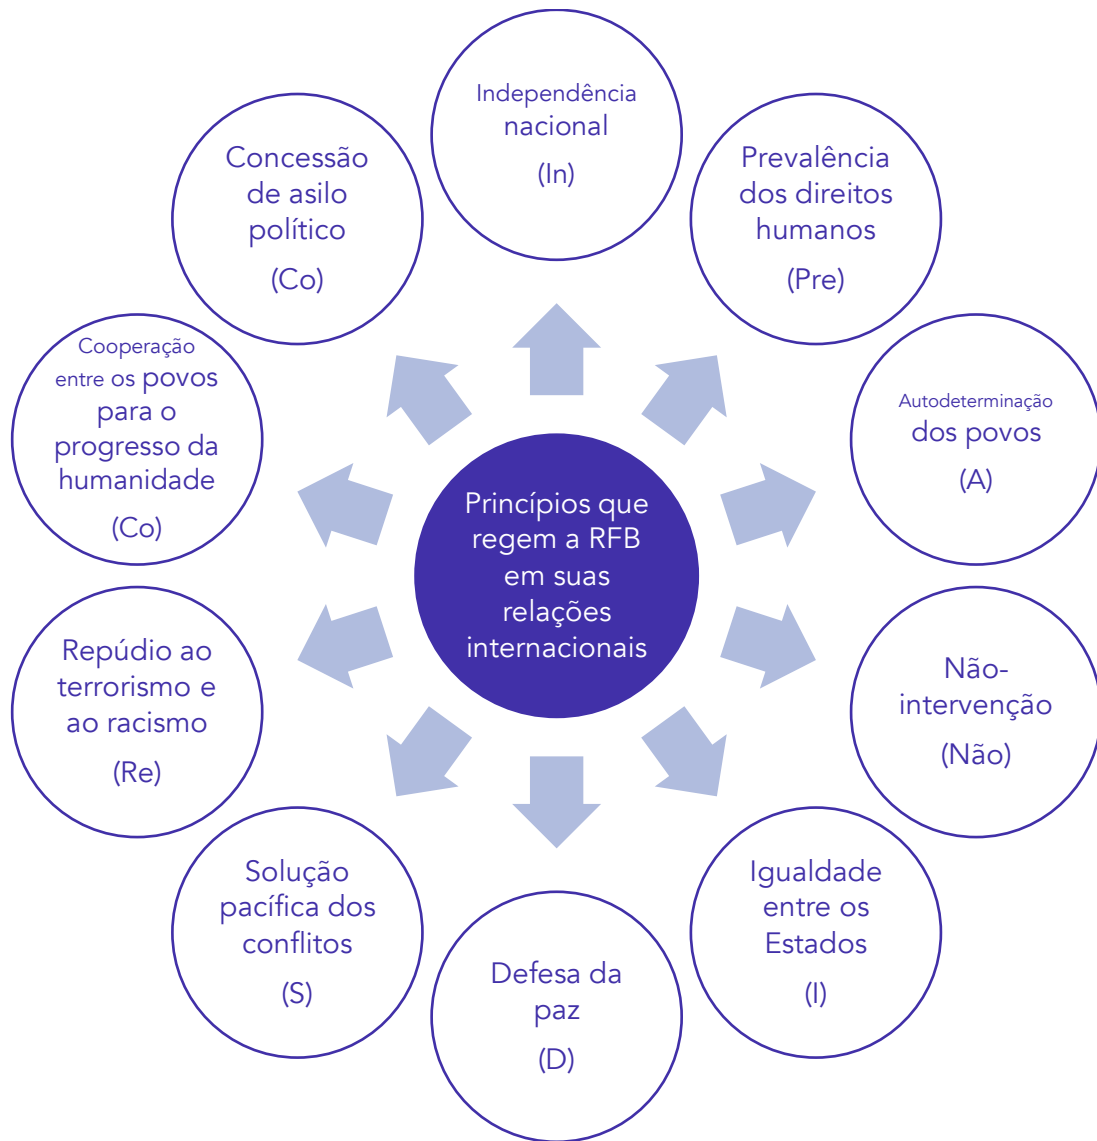 Princípios que
regem a RFB
em suas
relações
internacionais
Independência
nacional
(In)
Prevalência
dos direitos
humanos
(Pre)
Autodeterminação
dos povos
(A)
Não-
intervenção
(Não)
Igualdade
entre os
Estados
(I)
Defesa da
paz
(D)
Solução
pacífica dos
conflitos
(S)
Repúdio ao
terrorismo e
ao racismo
(Re)
Cooperação
entre os povos
para o
progresso da
humanidade
(Co)
Concessão
de asilo
político
(Co)